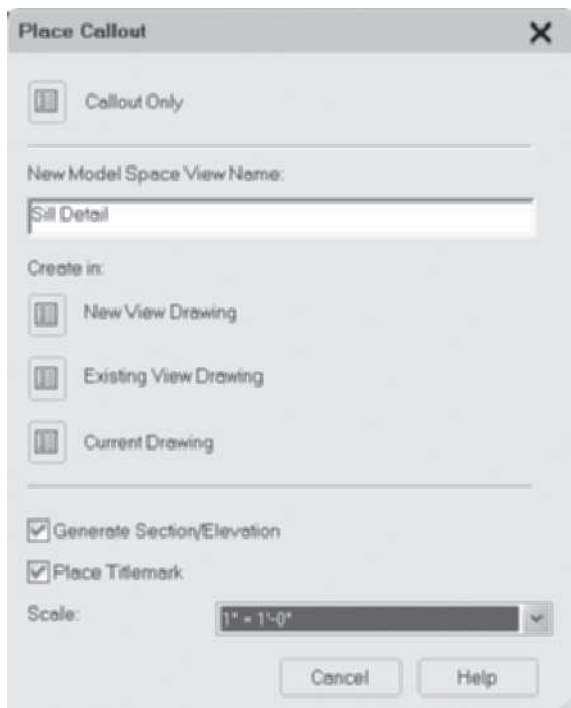 Place Callout
Callout Only
New Model Space View Name:
Sill Detail
Create in:
New View Drawing
Existing View Drawing
Current Drawing
Generate Section/Elevation
Place Titlemark
Scale:
1" = 1'-0"
Cancel
Help